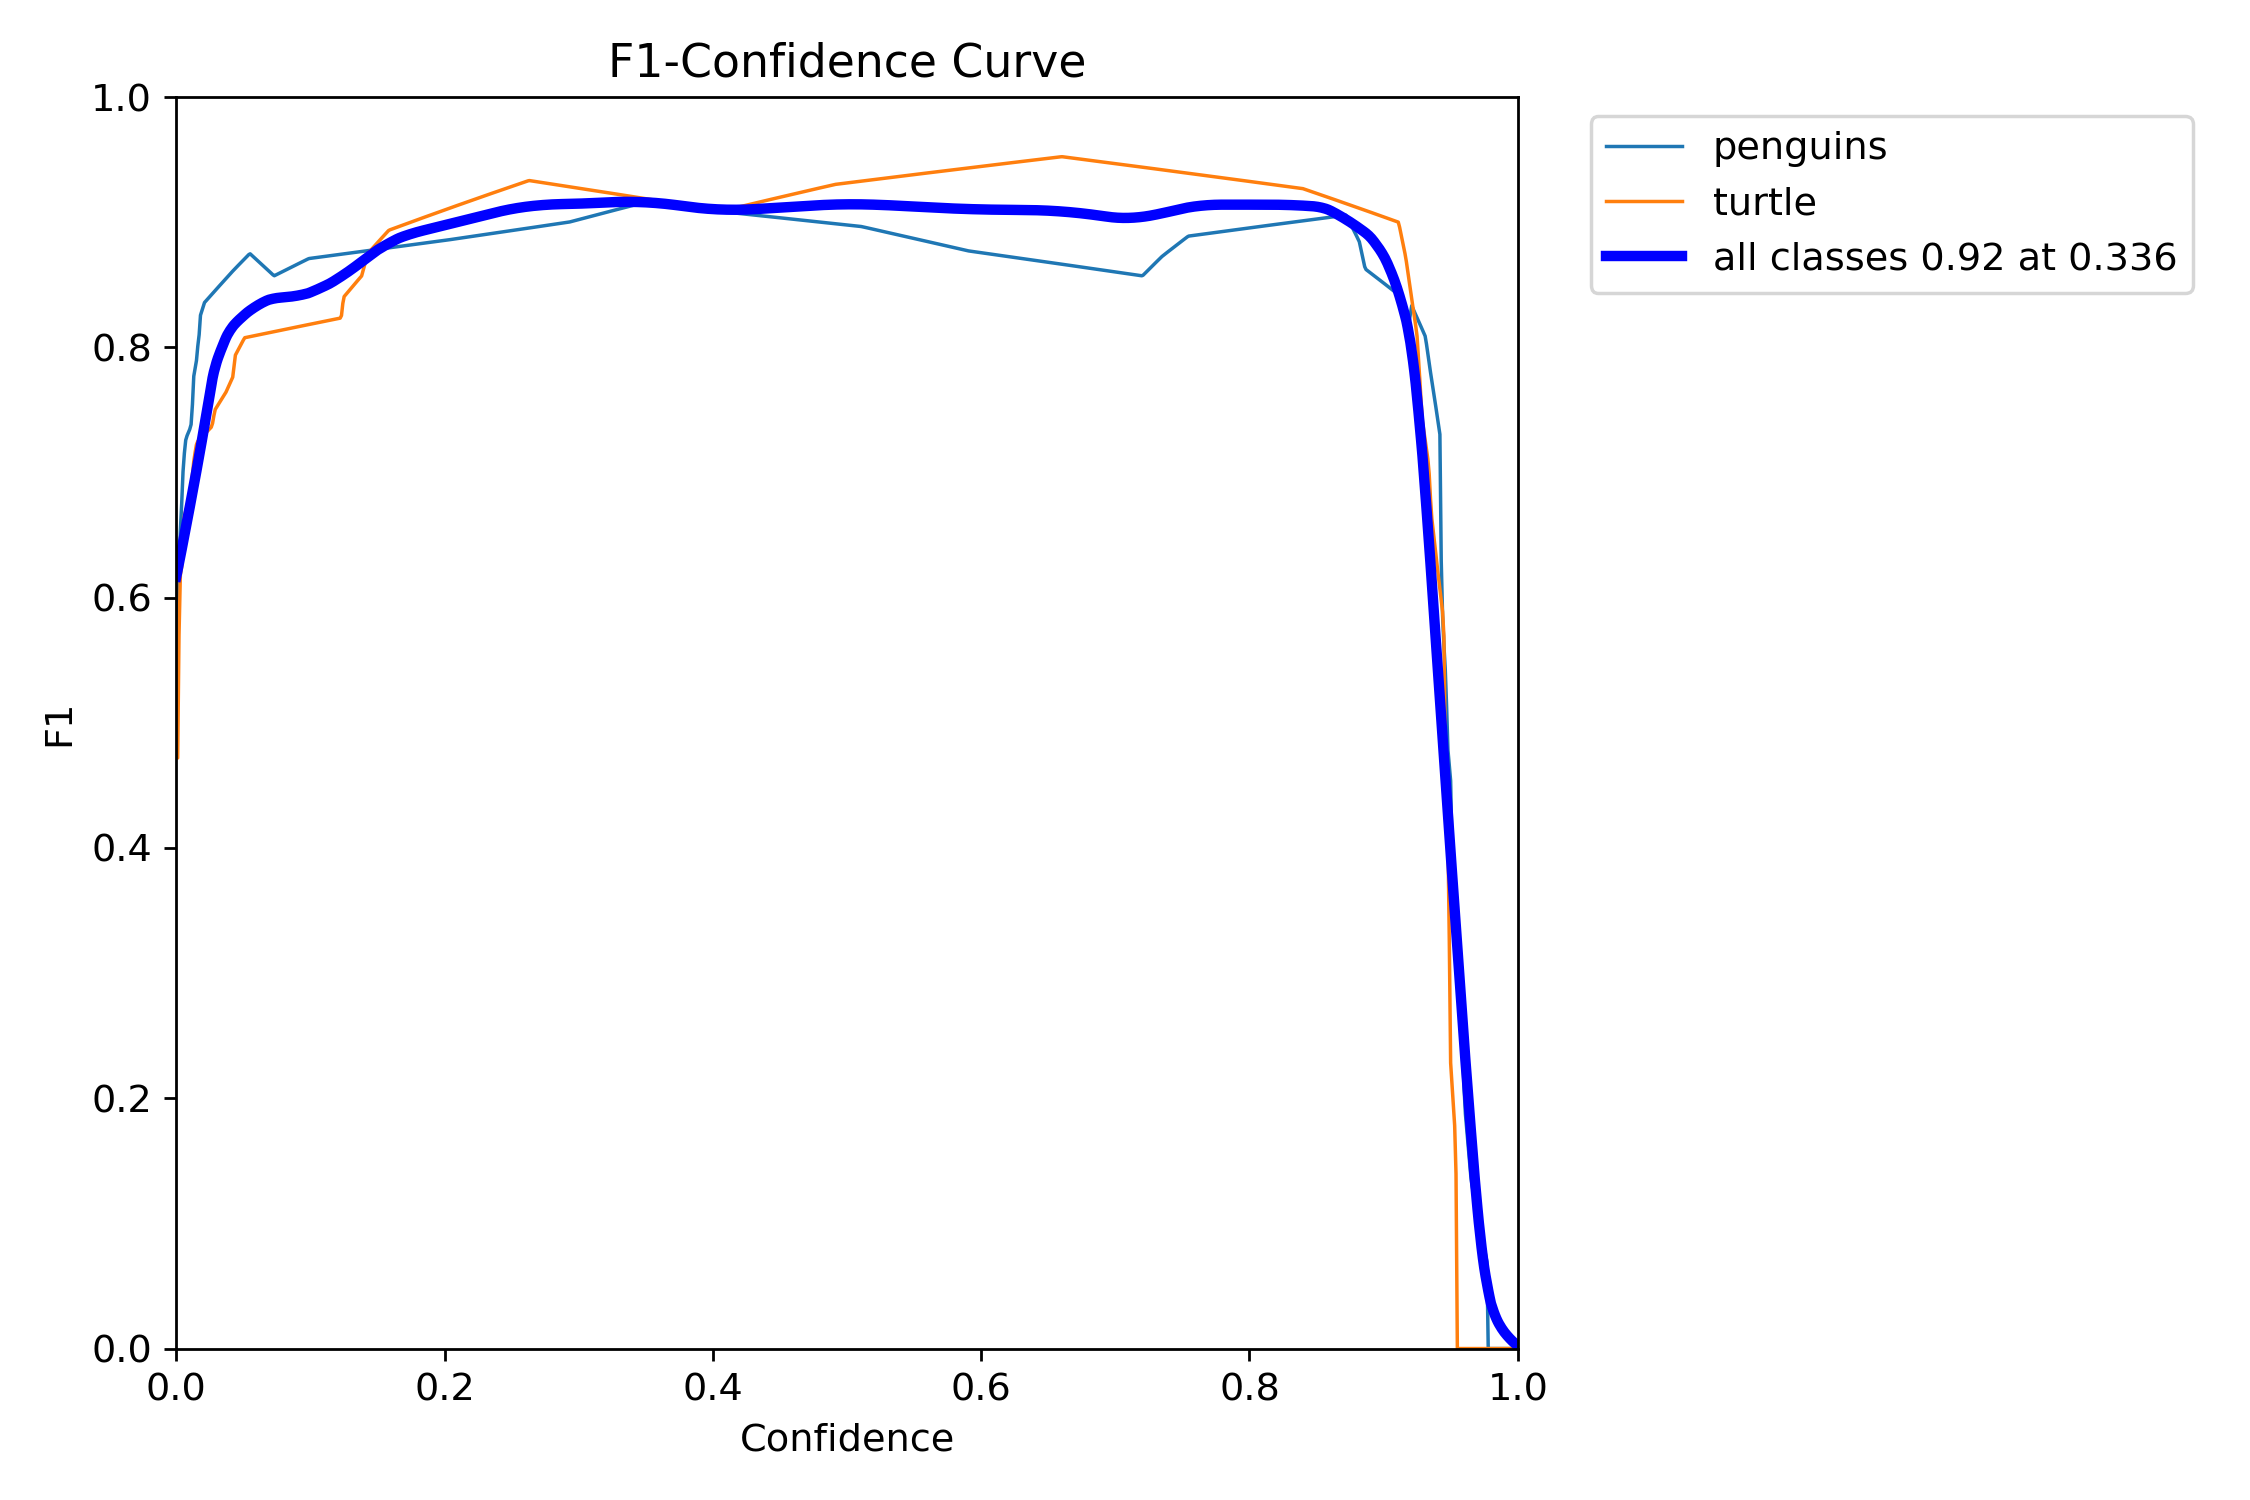 F1-Confidence Curve
penguins
turtle
all classes 0.92 at 0.336
1.0
0.8
0.6
0.4
0.2
0.0
F1
0.0 0.2 0.4 0.6 0.8 1.0
Confidence